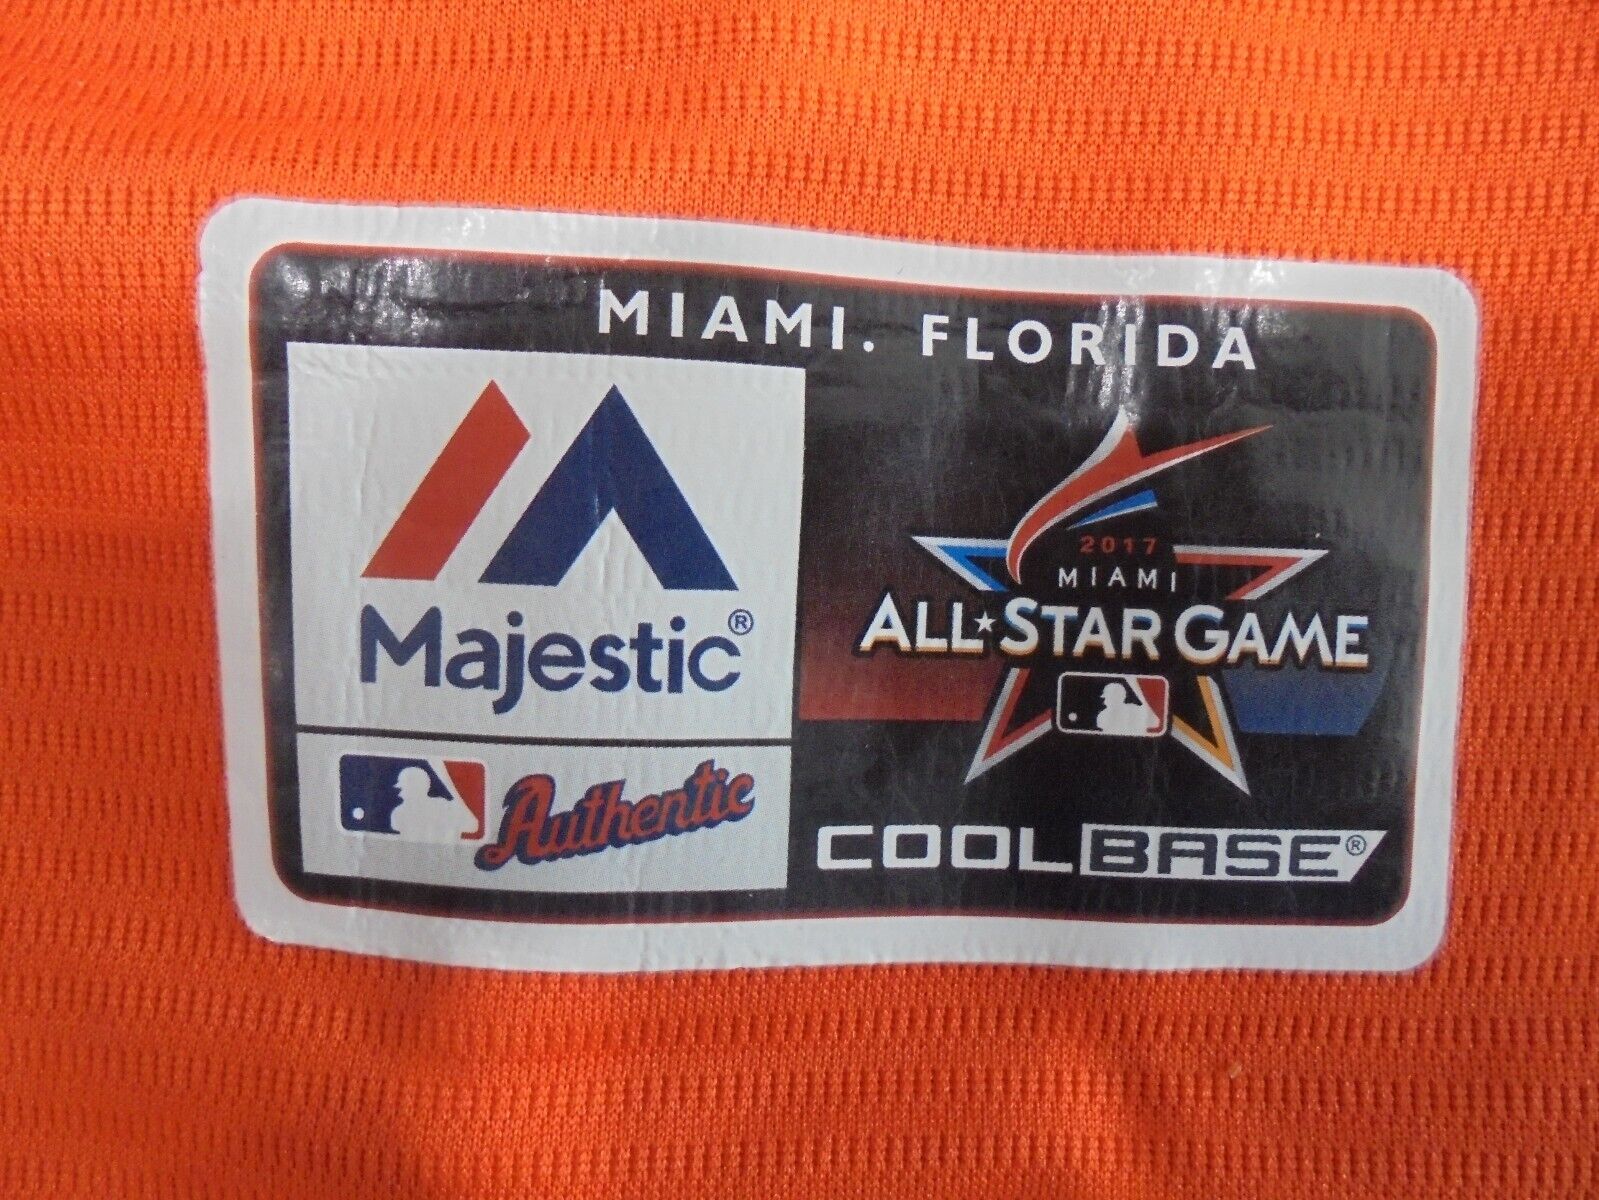 MIAMI. FLORIDA
Majestic®
Authentic
2017
MIAMI
ALL★STAR GAME
COOLBASE®